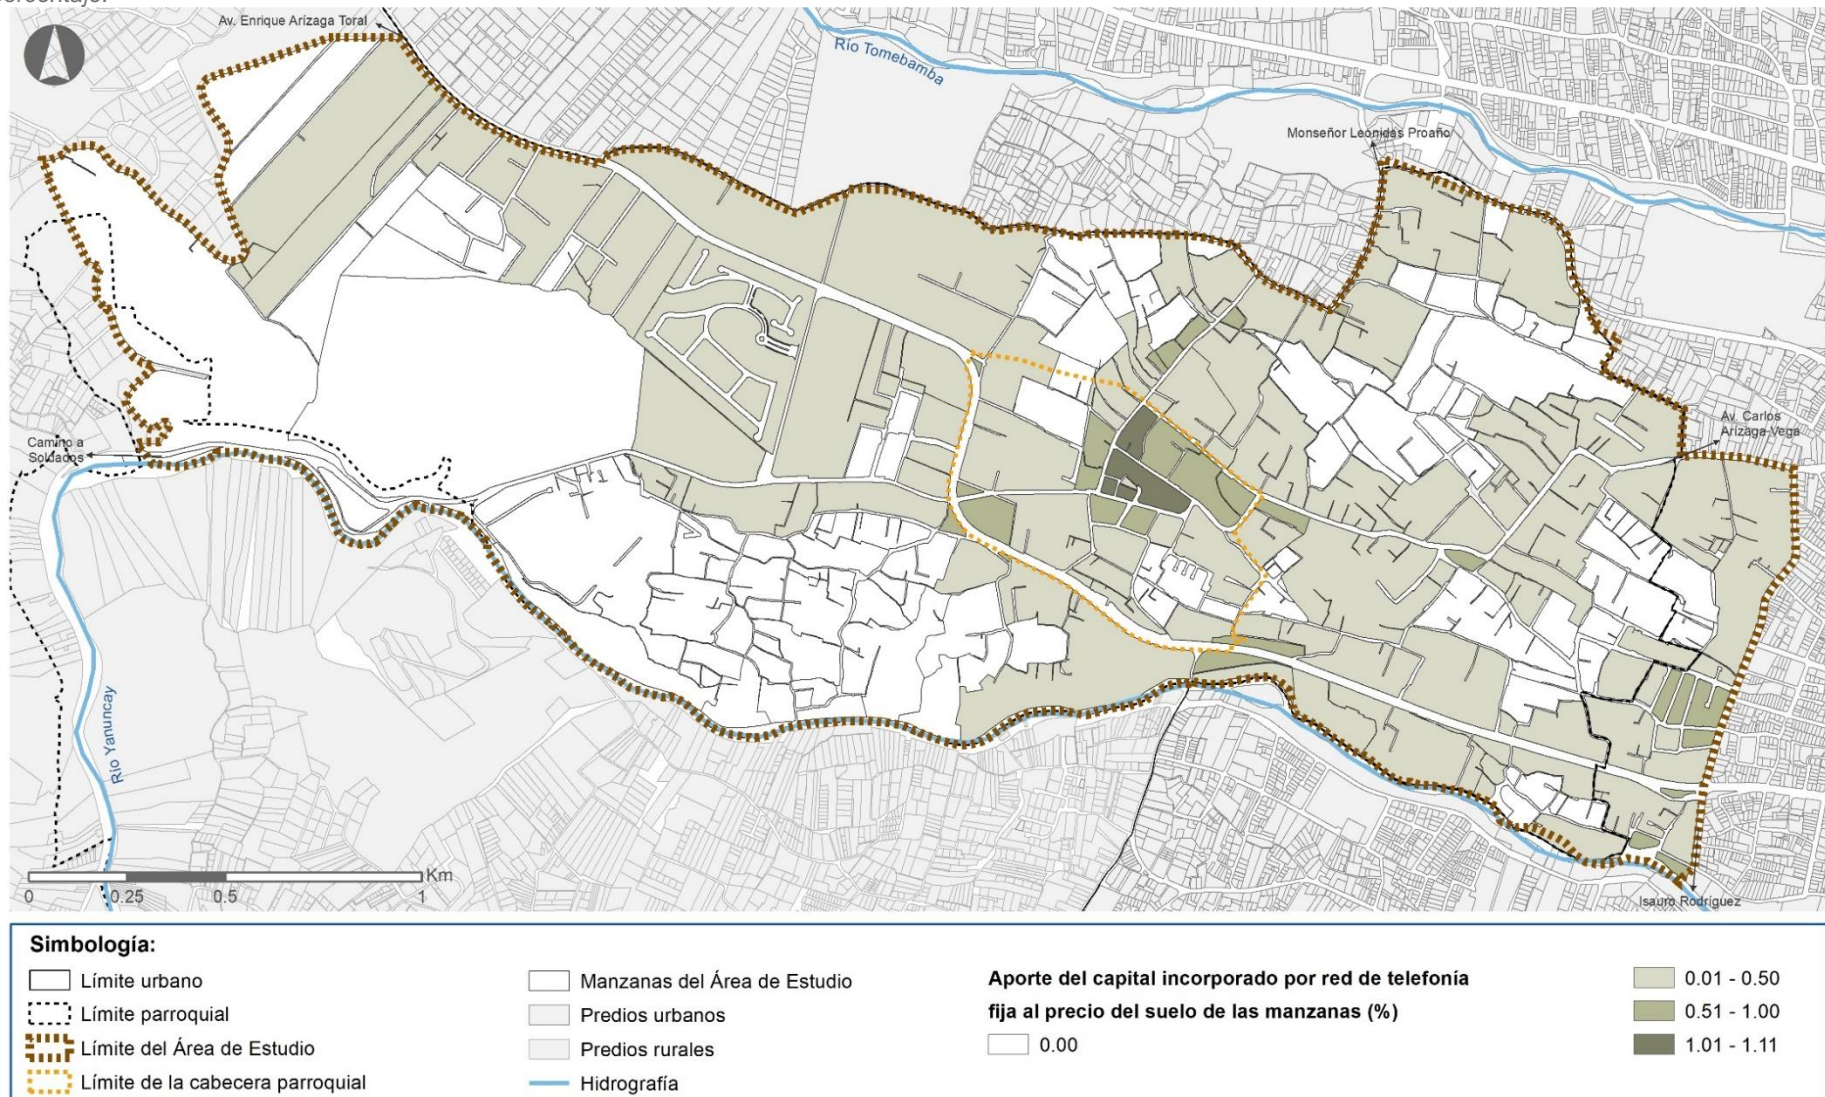 porcentaje.
Av. Enrique Arízaga Toral
Río Tomebamba
Monseñor Leonidas Proaño
Av. Carlos
Arízaga Vega
Camino a
Soldados
Río Yanuncay
Km
0
0.25
0.5
1
Isauro Rodríguez
Simbología:
Límite urbano
Límite parroquial
Límite del Área de Estudio
Límite de la cabecera parroquial
Manzanas del Área de Estudio
Predios urbanos
Predios rurales
Hidrografía
Aporte del capital incorporado por red de telefonía
fija al precio del suelo de las manzanas (%)
0.00
0.01 - 0.50
0.51 - 1.00
1.01 - 1.11